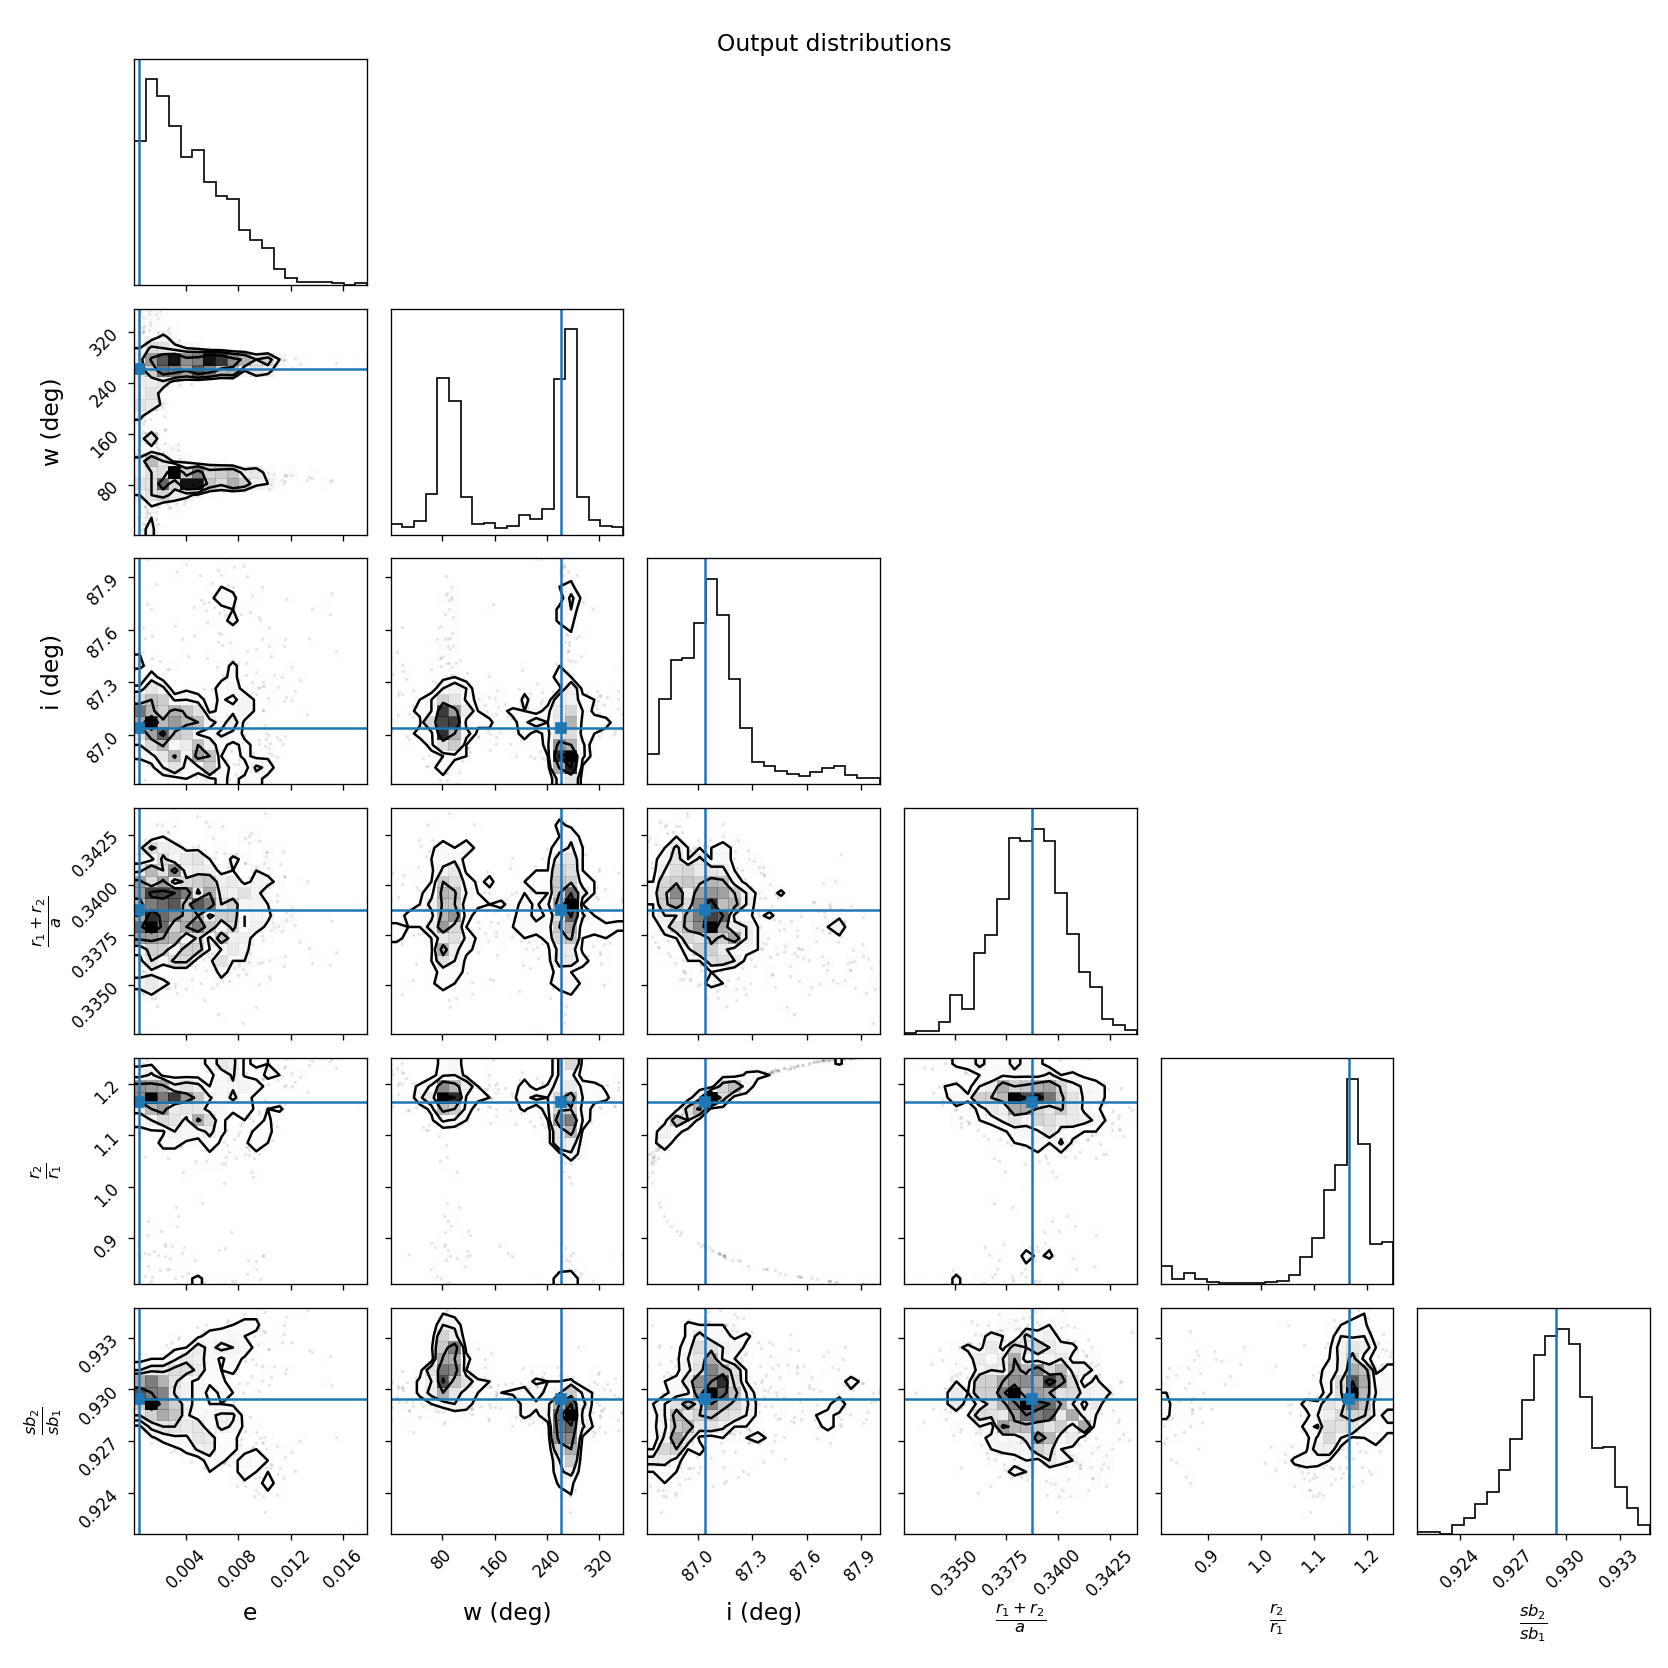 Output distributions
w (deg)
320
240
160
80
i (deg)
87.9
87.6
87.3
87.0
r₁ + r₂
a
0.3425
0.3400
0.3375
0.3350
r₂
r₁
1.2
1.1
1.0
0.9
sb₂
sb₁
0.933
0.930
0.927
0.924
0.004 0.008 0.012 0.016
80 160 240 320
87.0 87.3 87.6 87.9
0.3350 0.3375 0.3400 0.3425
0.9 1.0 1.1 1.2
0.924 0.927 0.930 0.933
e
w (deg)
i (deg)
r₁ + r₂
a
r₂
r₁
sb₂
sb₁